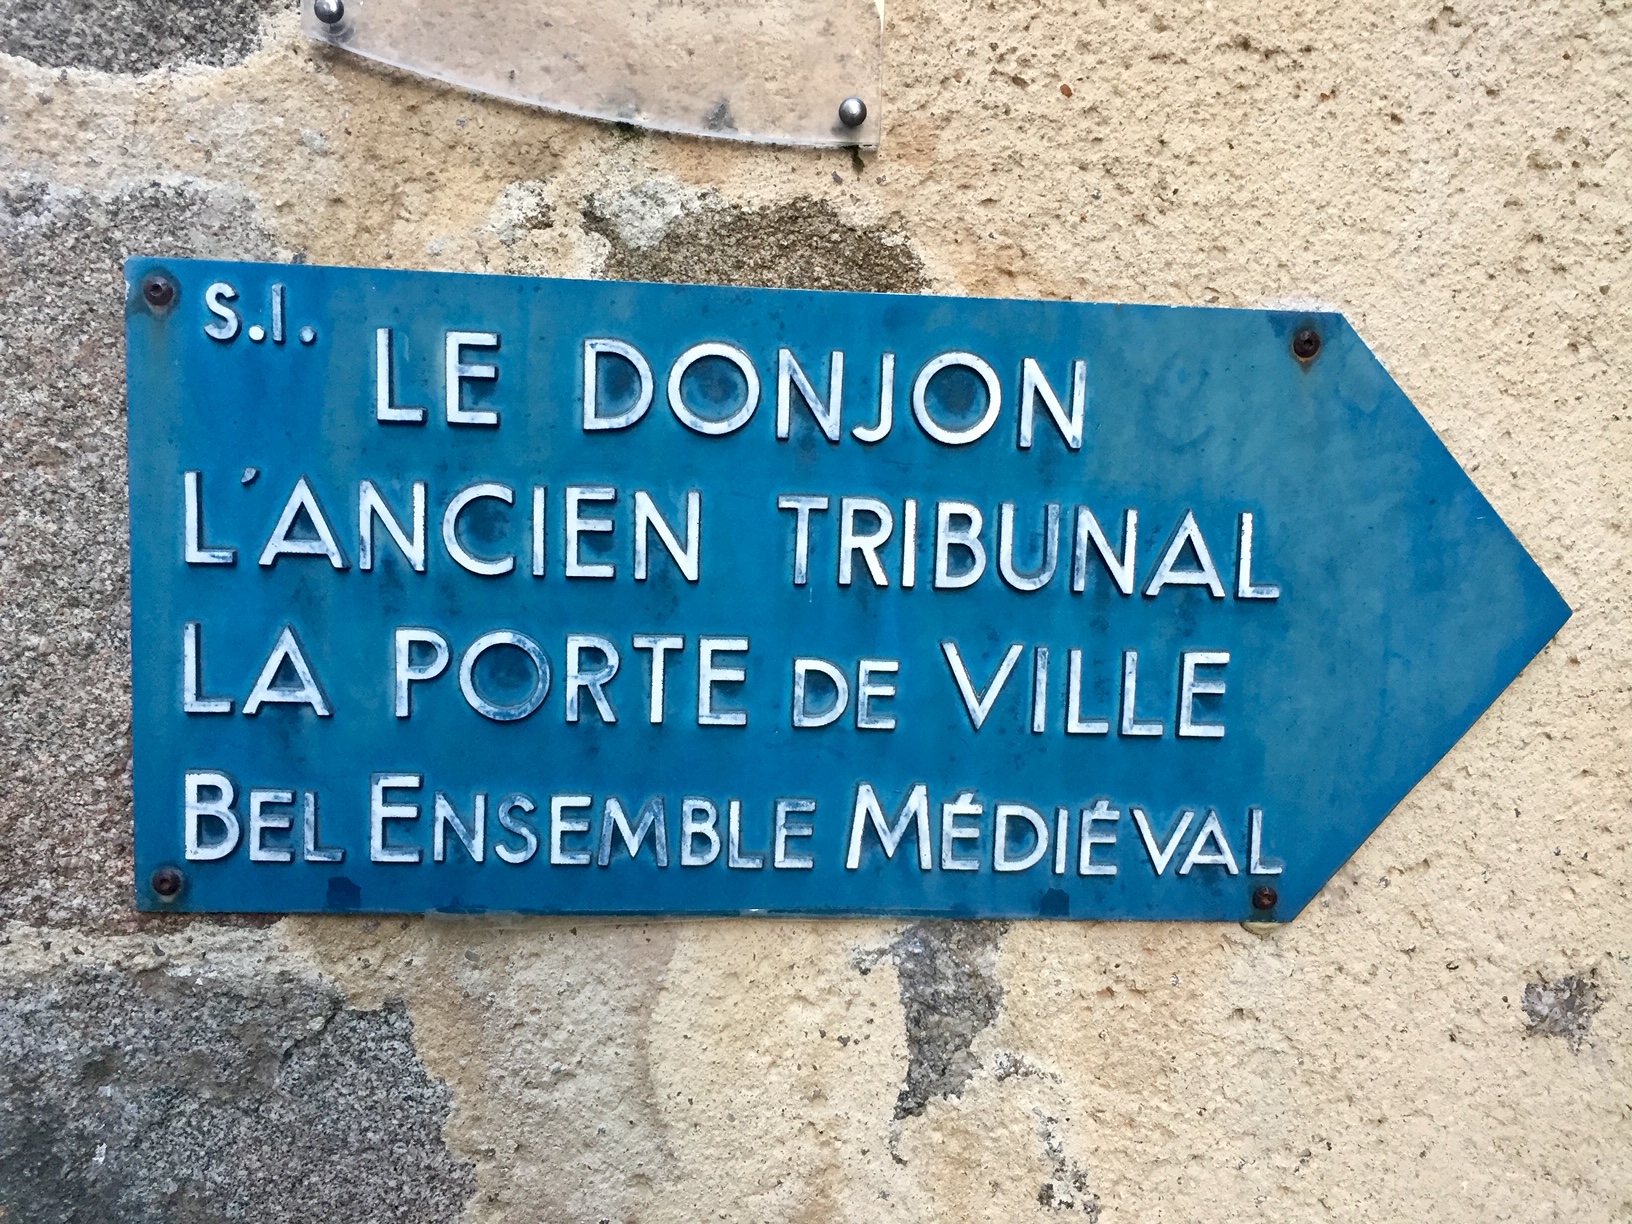 S.I. LE DONJON
L'ANCIEN TRIBUNAL
LA PORTE DE VILLE
BEL ENSEMBLE MÉDIÉVAL